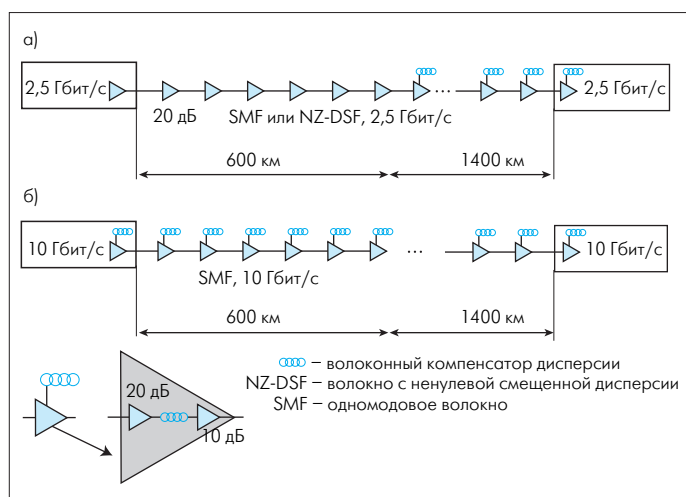 а)
2,5 Гбит/с
2,5 Гбит/с
20 дБ
SMF или NZ-DSF, 2,5 Гбит/с
600 км
1400 км
б)
10 Гбит/с
10 Гбит/с
SMF, 10 Гбит/с
600 км
1400 км
– волоконный компенсатор дисперсии
NZ-DSF – волокно с ненулевой смещенной дисперсии
SMF – одномодовое волокно
20 дБ
10 дБ